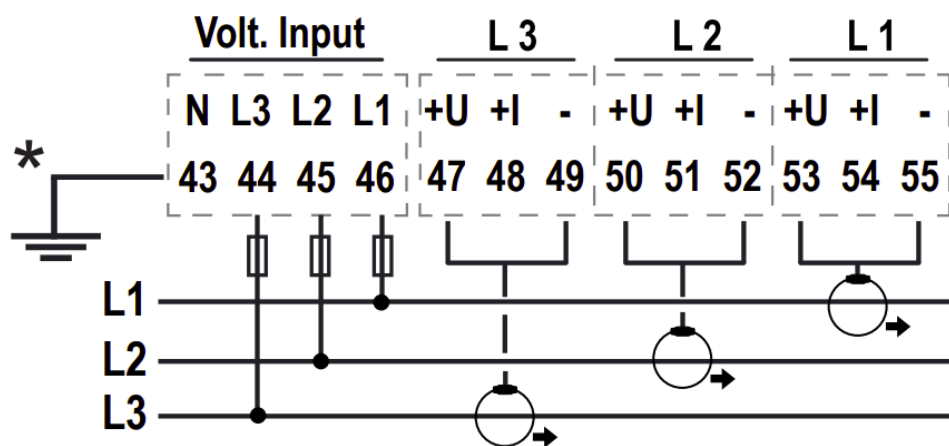 Volt. Input L 3 L 2 L 1
N L3 L2 L1 +U +I - +U +I - +U +I -
*
43 44 45 46 47 48 49 50 51 52 53 54 55
L1
L2
L3